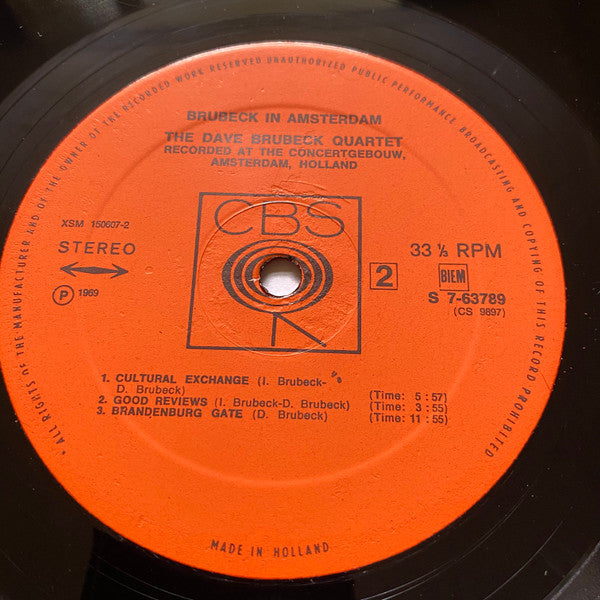 ALL RIGHTS OF THE MANUFACTURER AND OF THE OWNER OF THE RECORDED WORK RESERVED UNAUTHORIZED PUBLIC PERFORMANCE, BROADCASTING AND COPYING OF THIS RECORD PROHIBITED
BRUBECK IN AMSTERDAM
THE DAVE BRUBECK QUARTET
RECORDED AT THE CONCERTGEBOUW,
AMSTERDAM, HOLLAND
CBS
XSM 150607-2
STEREO
Ⓟ 1969
33 ⅓ RPM
2
BIEM
S 7-63789
(CS 9897)
1. CULTURAL EXCHANGE (I. Brubeck-
D. Brubeck) (Time: 5:57)
2. GOOD REVIEWS (I. Brubeck-D. Brubeck) (Time: 3:55)
3. BRANDENBURG GATE (D. Brubeck) (Time: 11:55)
MADE IN HOLLAND